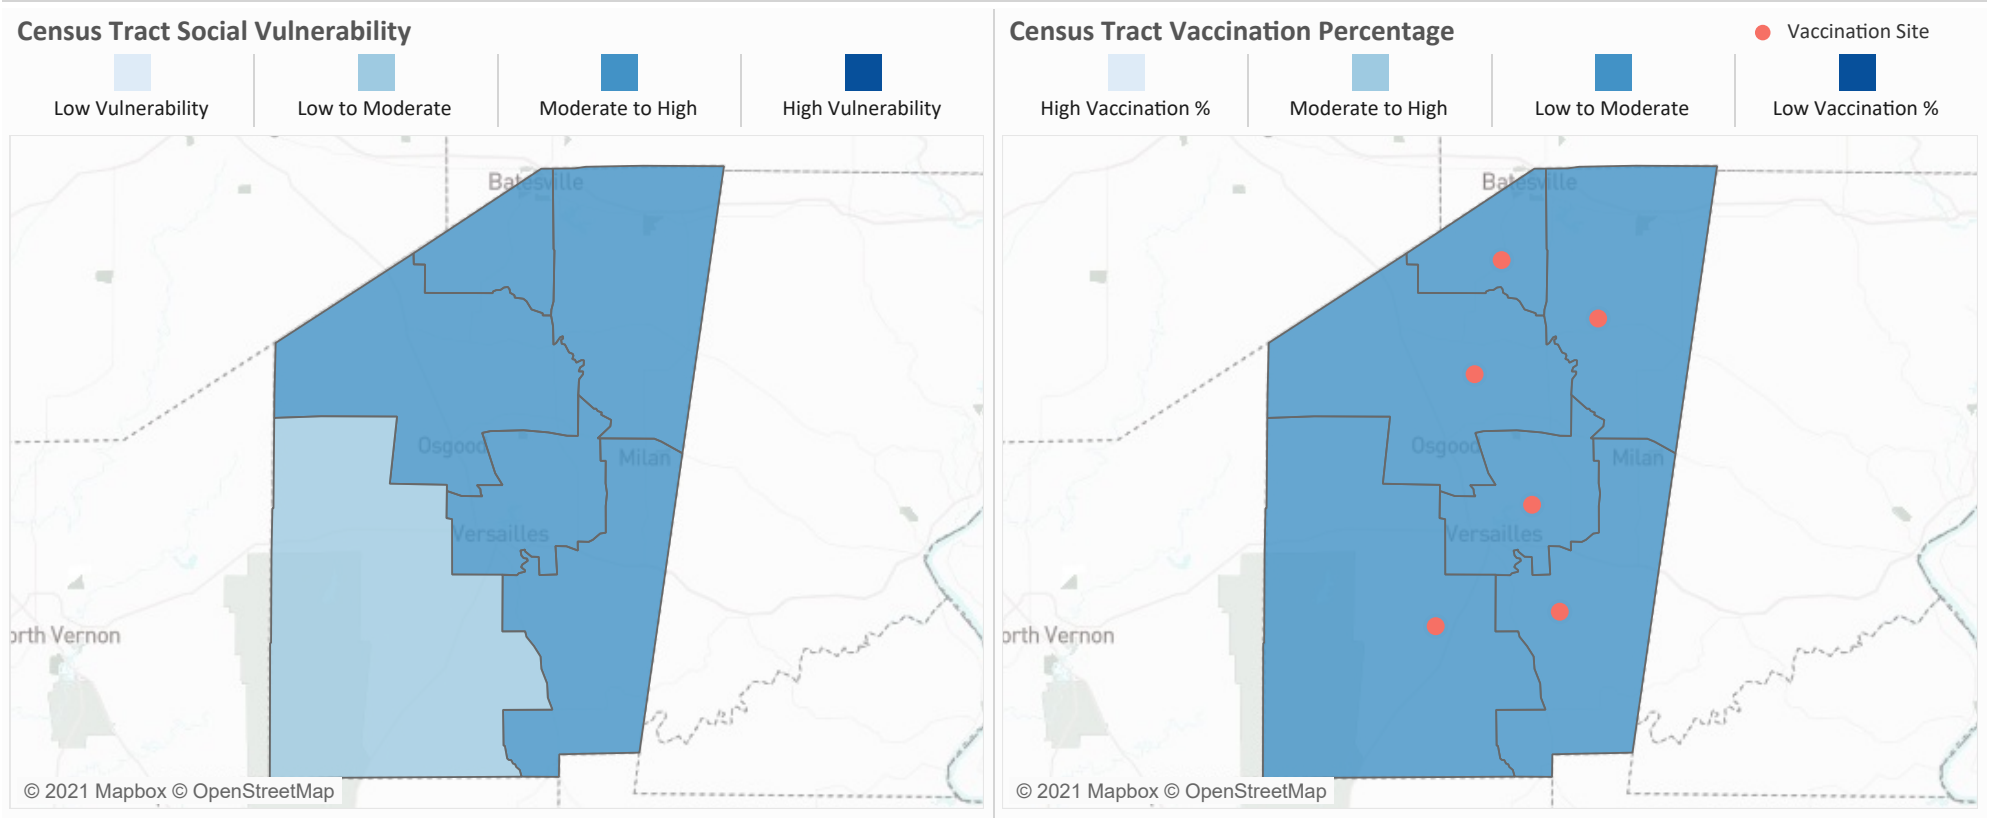 Census Tract Social Vulnerability
Low Vulnerability
Low to Moderate
Moderate to High
High Vulnerability
Batesville
Osgood
Milan
Versailles
orth Vernon
© 2021 Mapbox © OpenStreetMap
Census Tract Vaccination Percentage
Vaccination Site
High Vaccination %
Moderate to High
Low to Moderate
Low Vaccination %
Batesville
Osgood
Milan
Versailles
orth Vernon
© 2021 Mapbox © OpenStreetMap